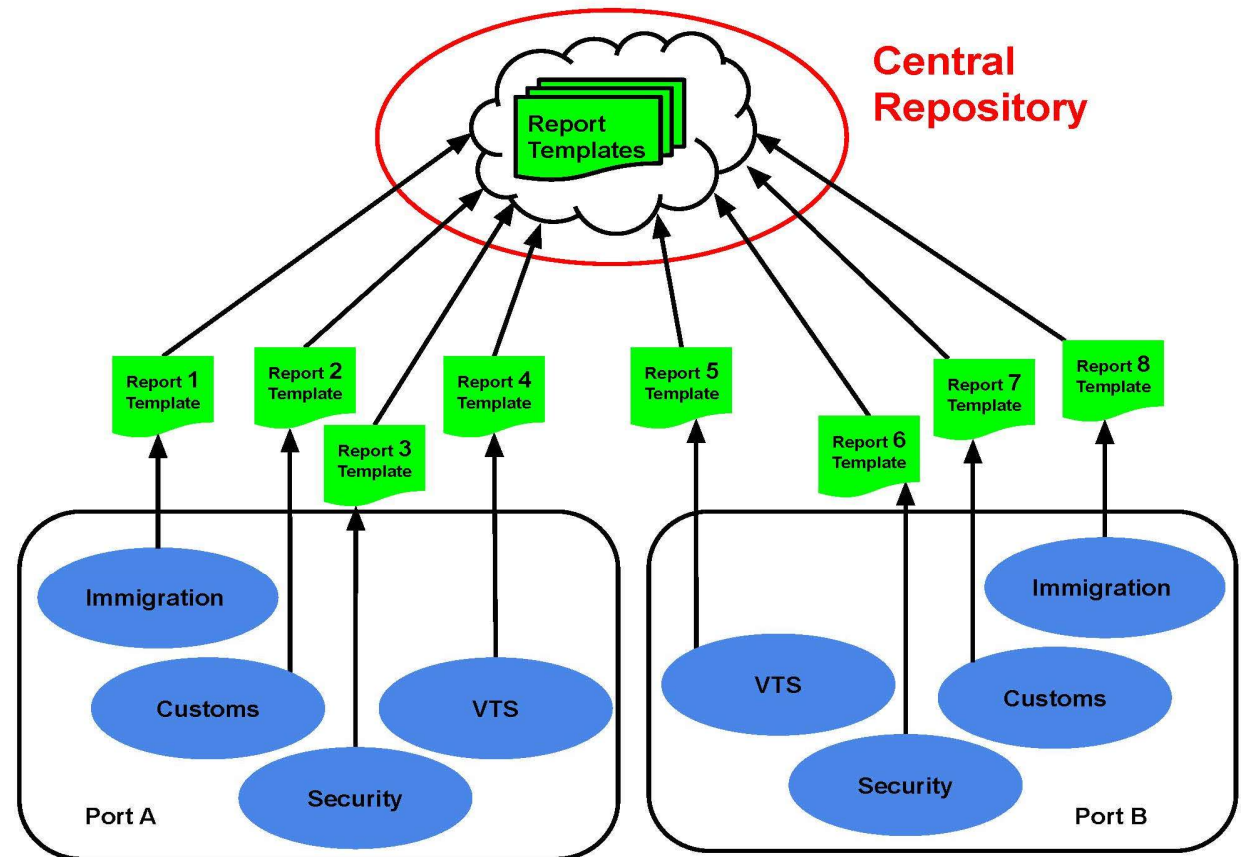 Central
Repository
Report
Templates
Report 1
Template
Report 2
Template
Report 3
Template
Report 4
Template
Report 5
Template
Report 6
Template
Report 7
Template
Report 8
Template
Immigration
Customs
Security
VTS
Port A
VTS
Security
Customs
Immigration
Port B